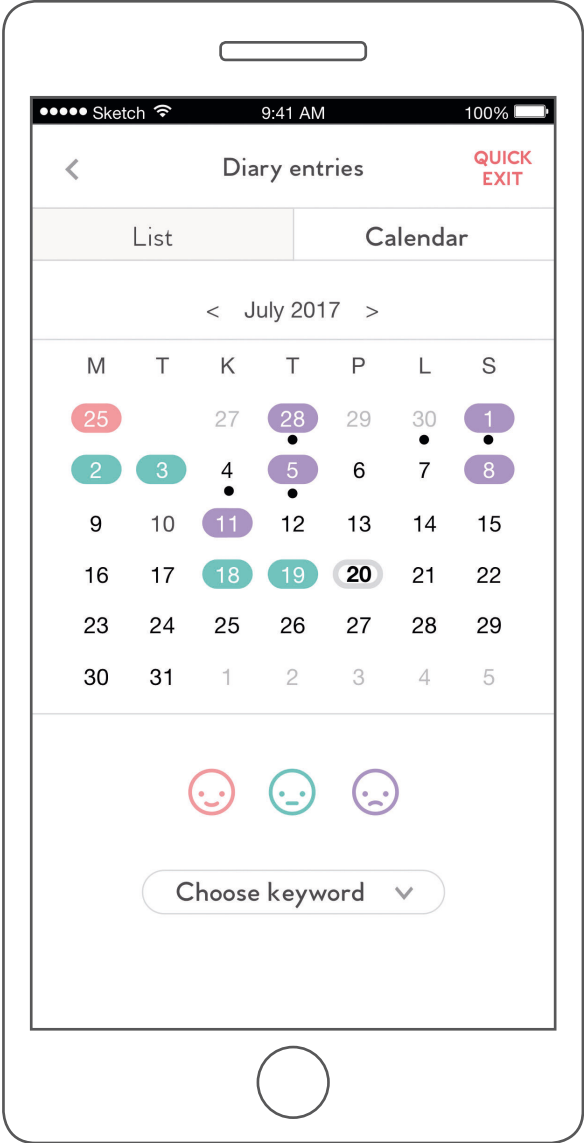 Sketch 9:41 AM 100%
Diary entries
QUICK
EXIT
List Calendar
< July 2017 >
M T K T P L S
25 27 28 29 30 1
2 3 4 5 6 7 8
9 10 11 12 13 14 15
16 17 18 19 20 21 22
23 24 25 26 27 28 29
30 31 1 2 3 4 5
Choose keyword